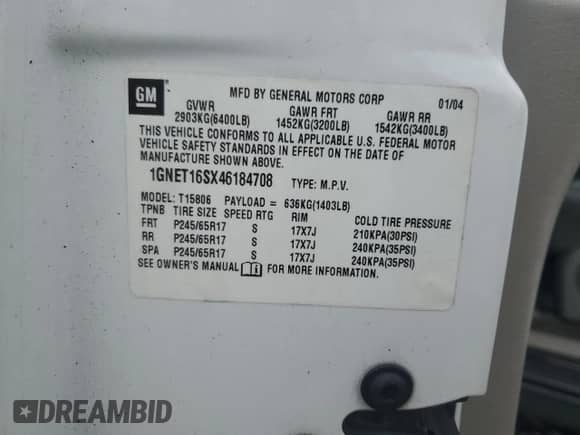 GM
MFD BY GENERAL MOTORS CORP 01/04
GVWR GAWR FRT GAWR RR
2903KG(6400LB) 1452KG(3200LB) 1542KG(3400LB)
THIS VEHICLE CONFORMS TO ALL APPLICABLE U.S. FEDERAL MOTOR
VEHICLE SAFETY STANDARDS IN EFFECT ON THE DATE OF
MANUFACTURE SHOWN ABOVE.
1GNET16SX46184708 TYPE: M.P.V.
MODEL: T15806 PAYLOAD = 636KG(1403LB)
TPNB TIRE SIZE SPEED RTG RIM COLD TIRE PRESSURE
FRT P245/65R17 S 17X7J 210KPA(30PSI)
RR P245/65R17 S 17X7J 240KPA(35PSI)
SPA P245/65R17 S 17X7J 240KPA(35PSI)
SEE OWNER'S MANUAL FOR MORE INFORMATION.
DREAMBID